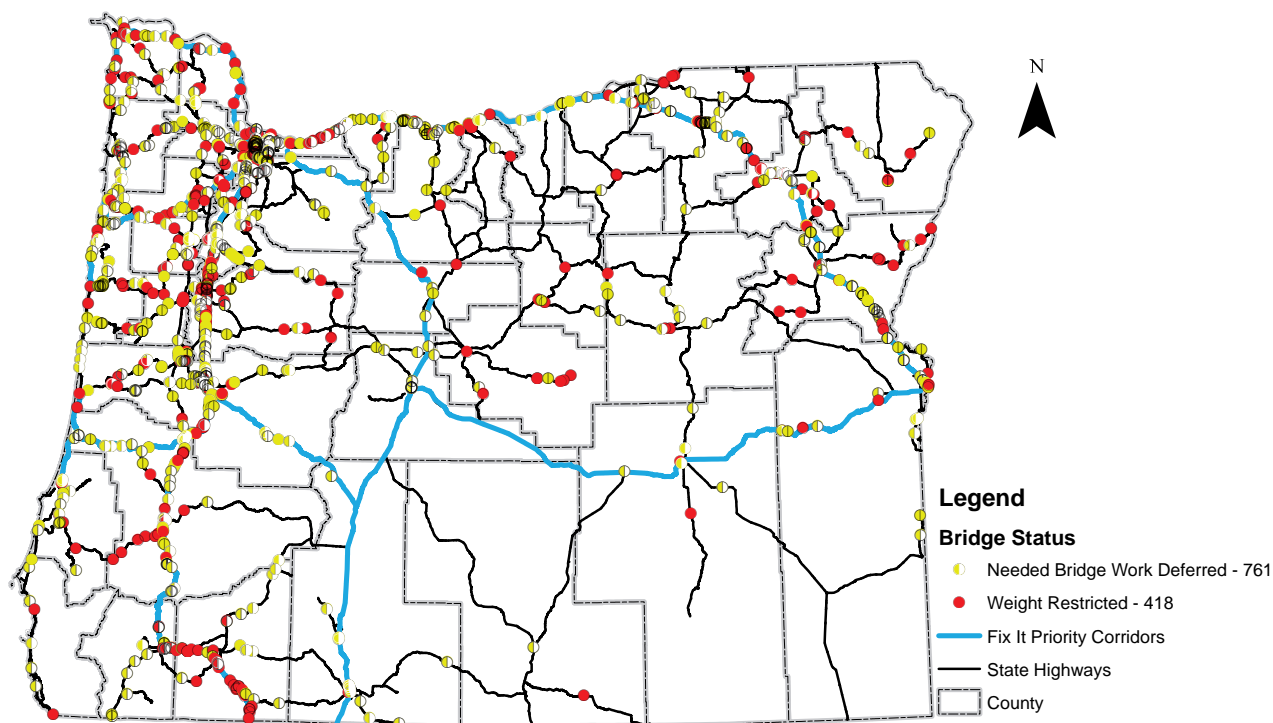 N
Legend
Bridge Status
Needed Bridge Work Deferred - 761
Weight Restricted - 418
Fix It Priority Corridors
State Highways
County